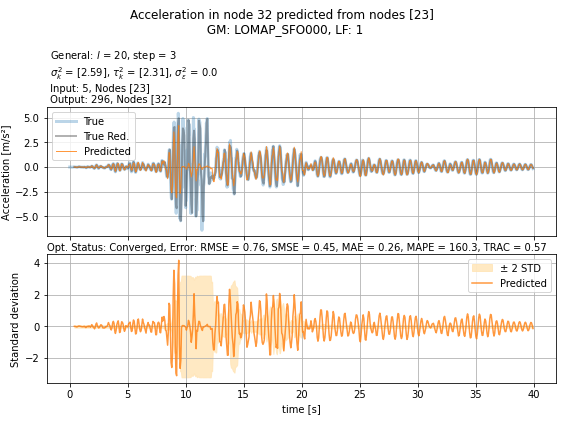 Acceleration in node 32 predicted from nodes [23]
GM: LOMAP_SFO000, LF: 1
General: l = 20, step = 3
σ²ₖ = [2.59], τ²ₖ = [2.31], σ²ε = 0.0
Input: 5, Nodes [23]
Output: 296, Nodes [32]
Acceleration [m/s²]
5.0
2.5
0.0
−2.5
−5.0
True
True Red.
Predicted
Opt. Status: Converged, Error: RMSE = 0.76, SMSE = 0.45, MAE = 0.26, MAPE = 160.3, TRAC = 0.57
Standard deviation
4
2
0
−2
± 2 STD
Predicted
0 5 10 15 20 25 30 35 40
time [s]